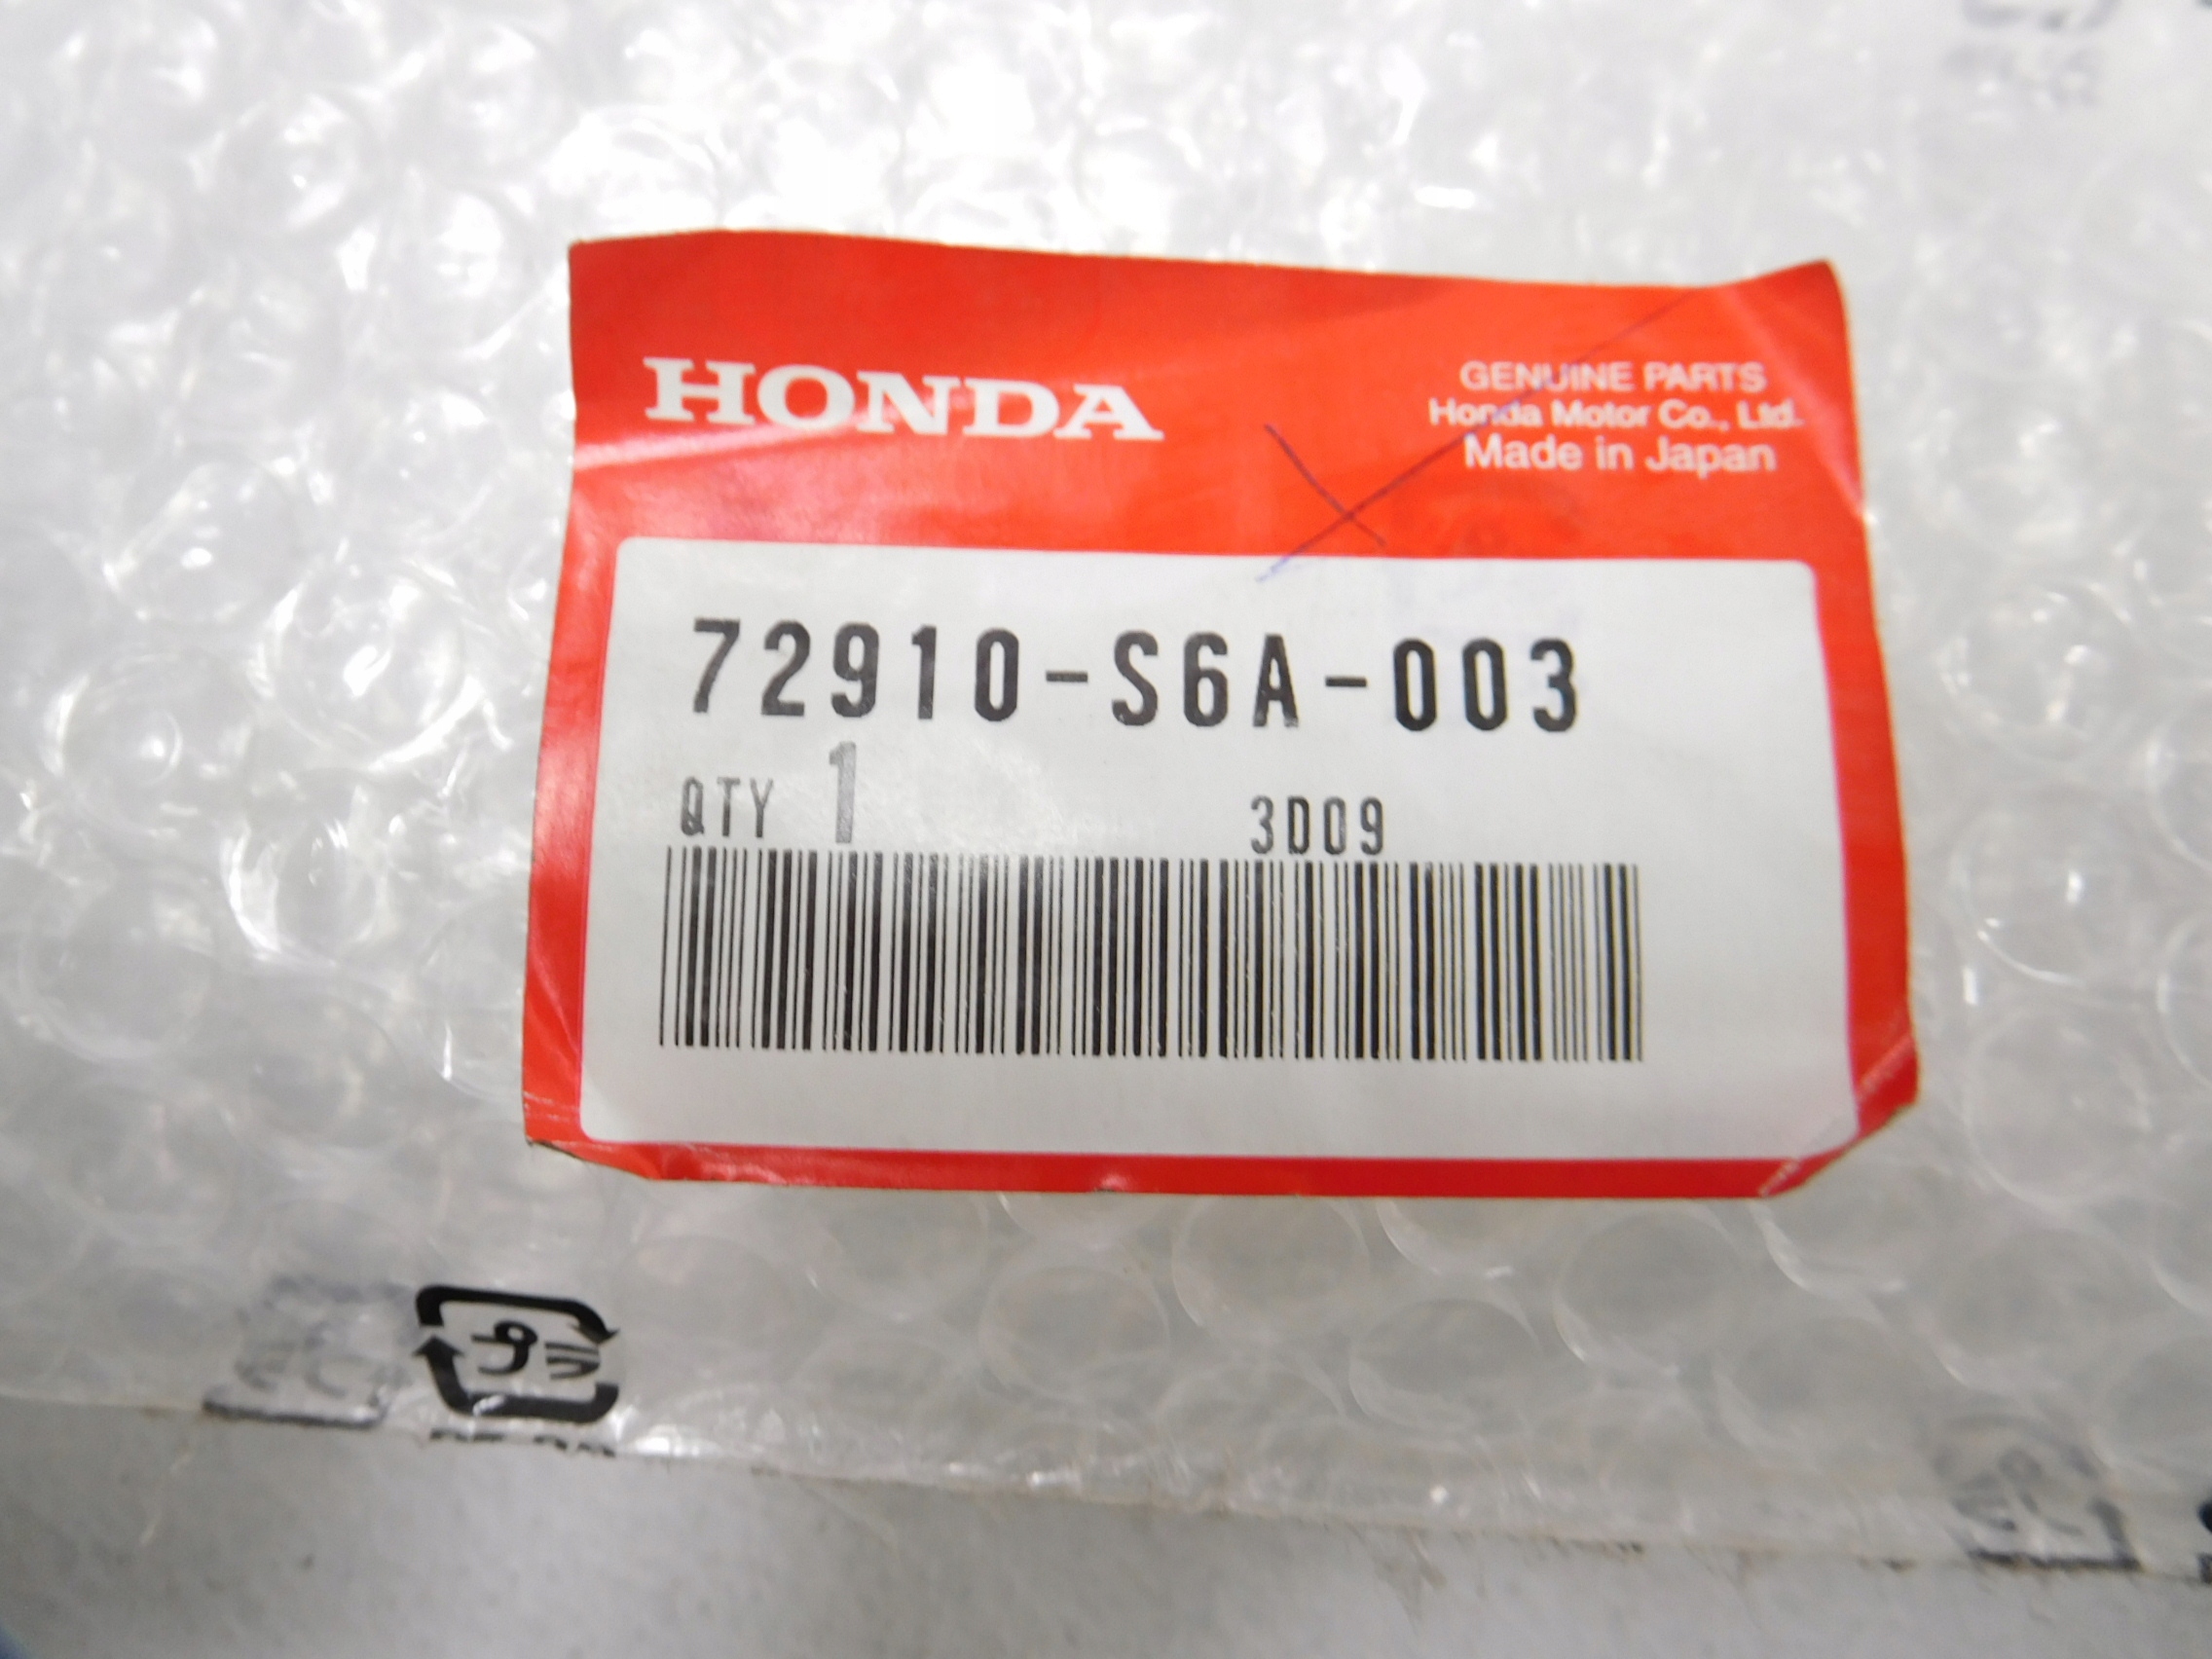 HONDA
GENUINE PARTS
Honda Motor Co., Ltd.
Made in Japan
72910-S6A-003
QTY 1
3D09
プラ